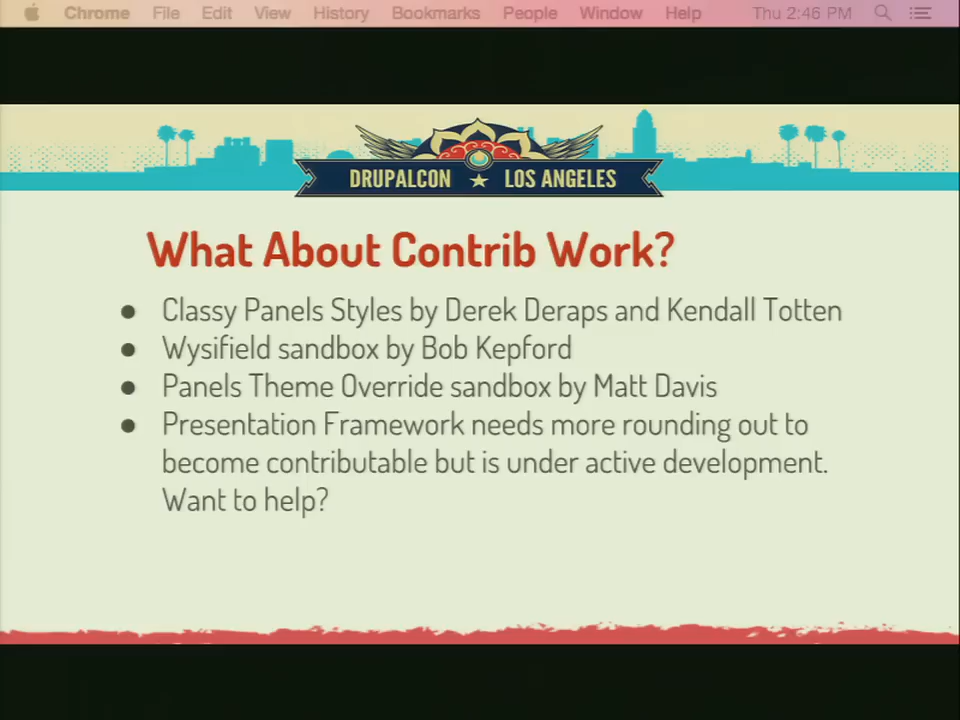 Chrome File Edit View History Bookmarks People Window Help Thu 2:46 PM
DRUPALCON ★ LOS ANGELES
What About Contrib Work?
● Classy Panels Styles by Derek Deraps and Kendall Totten
● Wysifield sandbox by Bob Kepford
● Panels Theme Override sandbox by Matt Davis
● Presentation Framework needs more rounding out to
become contributable but is under active development.
Want to help?